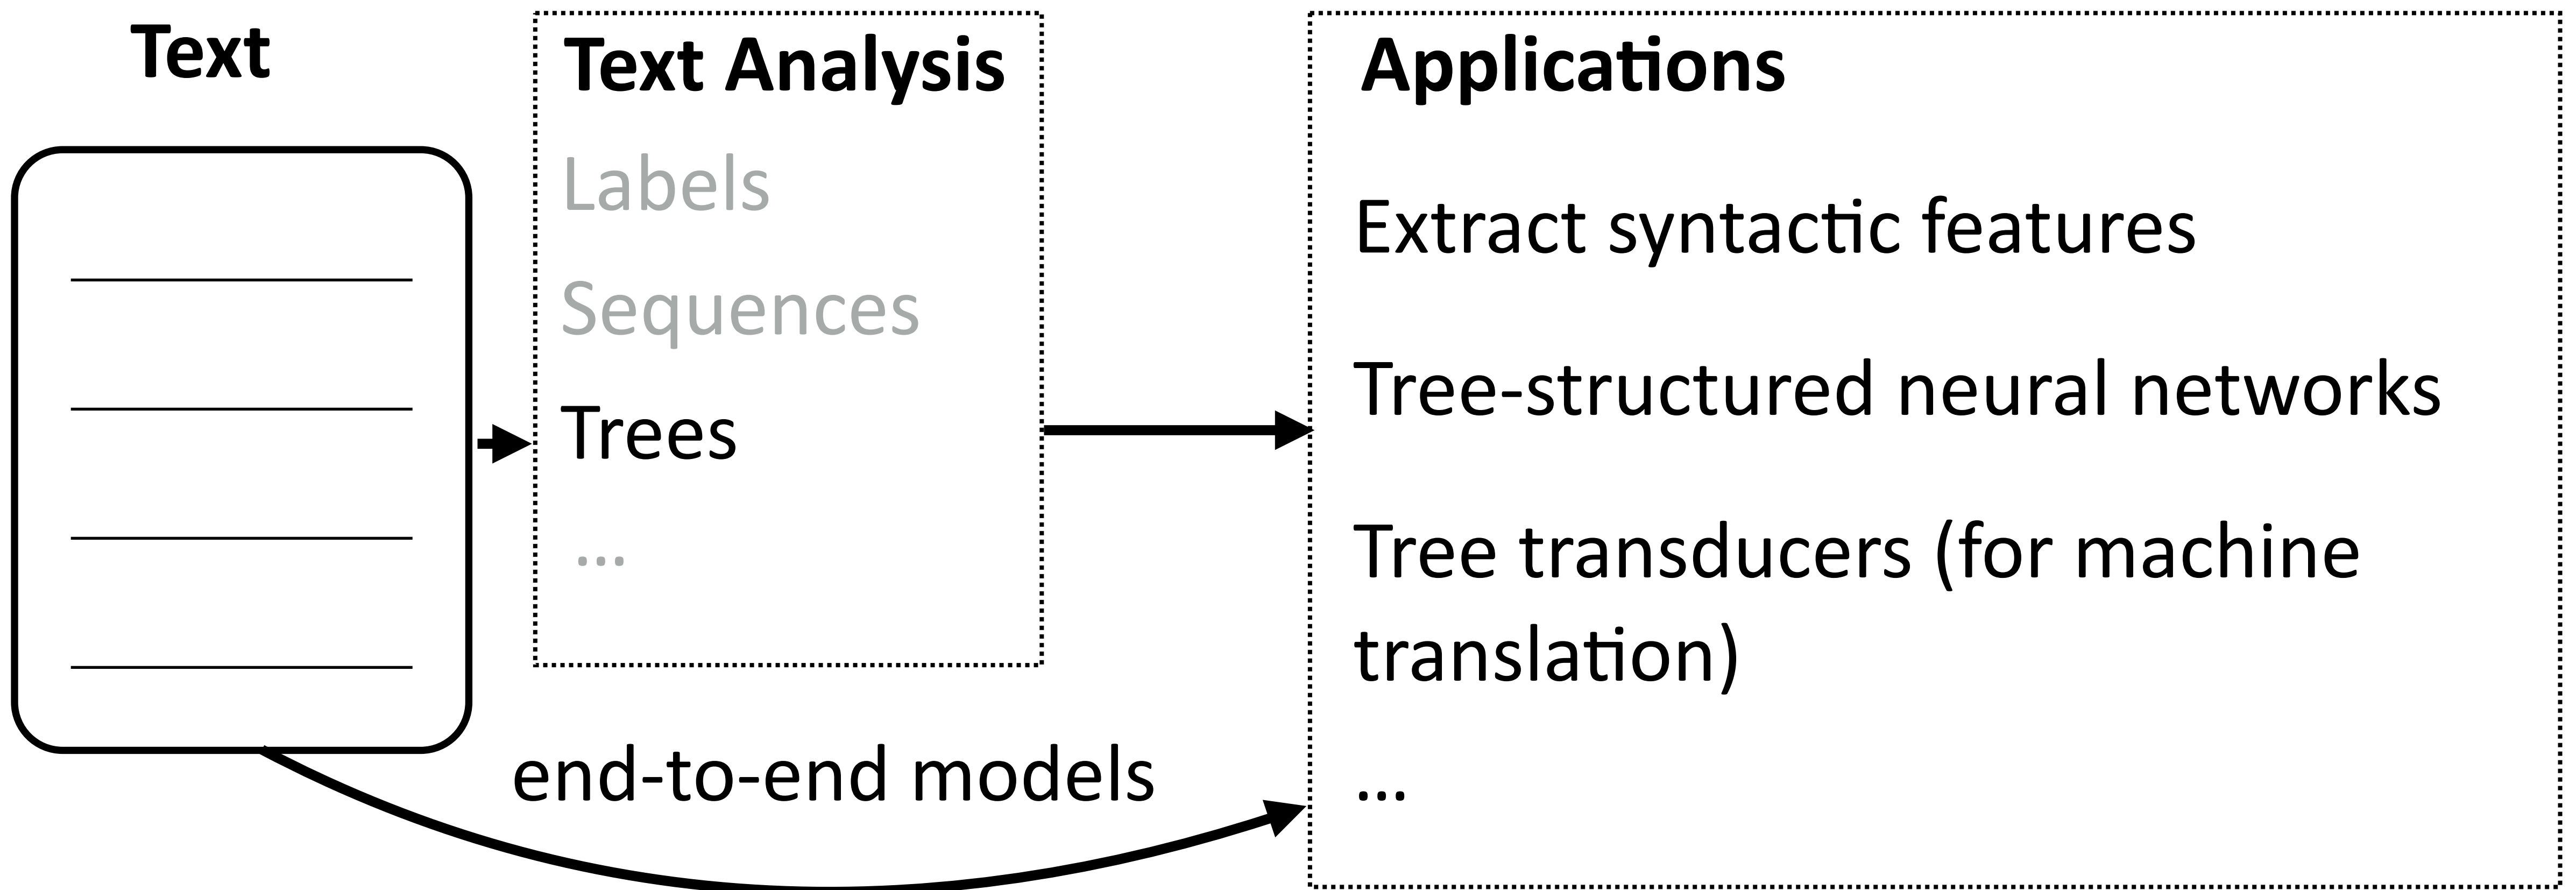 Text
Text Analysis
Labels
Sequences
Trees
...
end-to-end models
Applications
Extract syntactic features
Tree-structured neural networks
Tree transducers (for machine
translation)
...